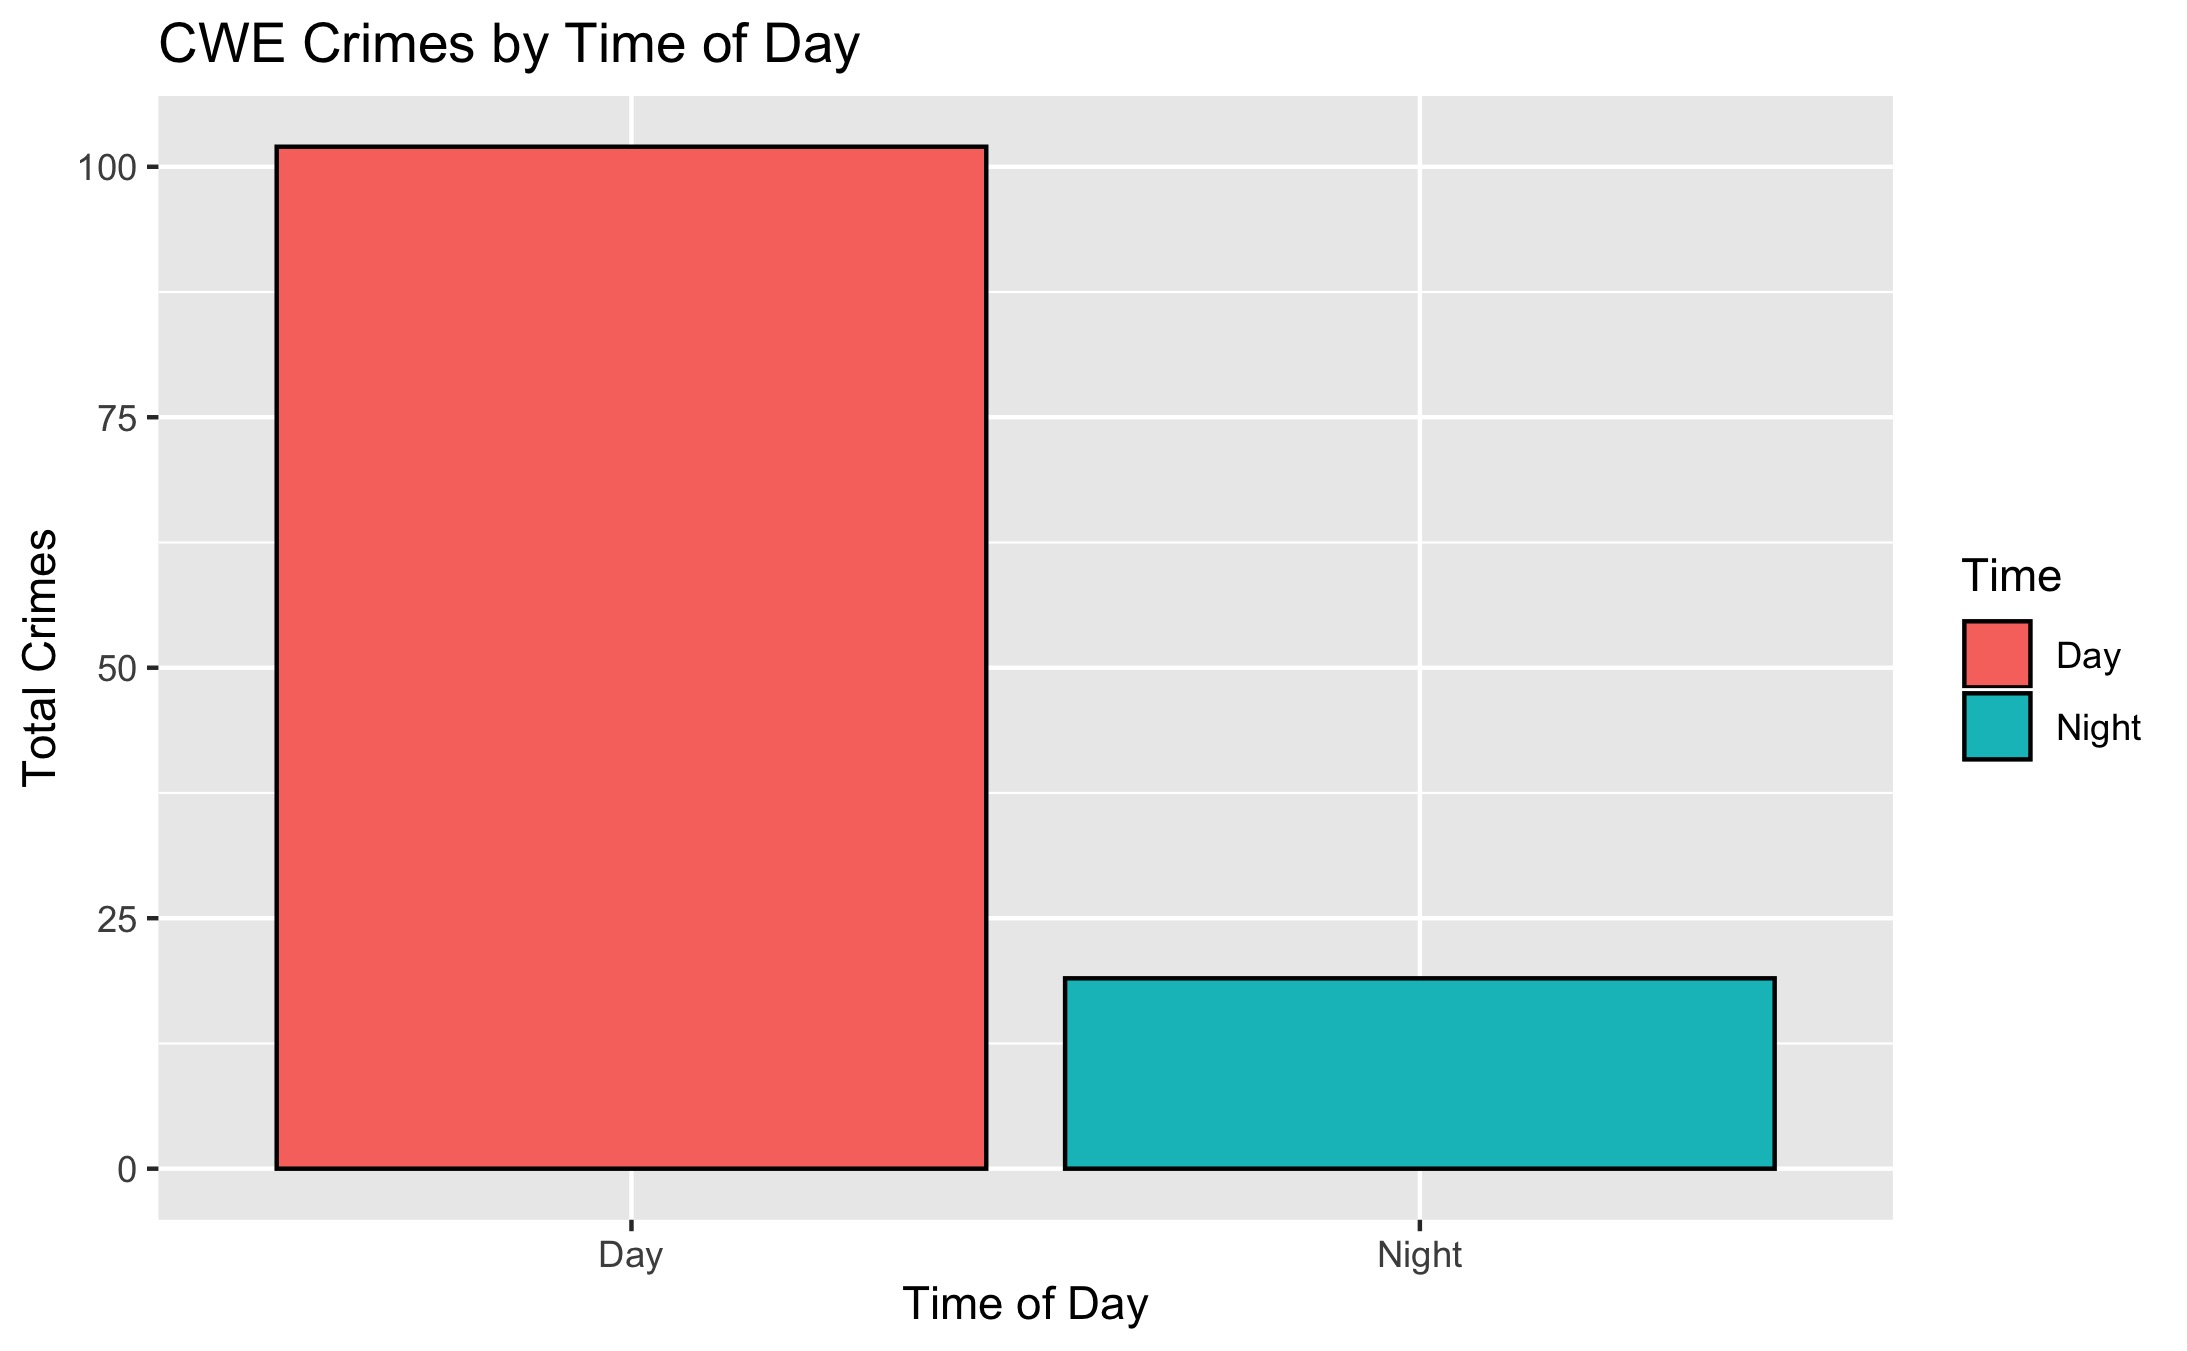 CWE Crimes by Time of Day
Total Crimes
100
75
50
25
0
Day
Night
Time of Day
Time
Day
Night